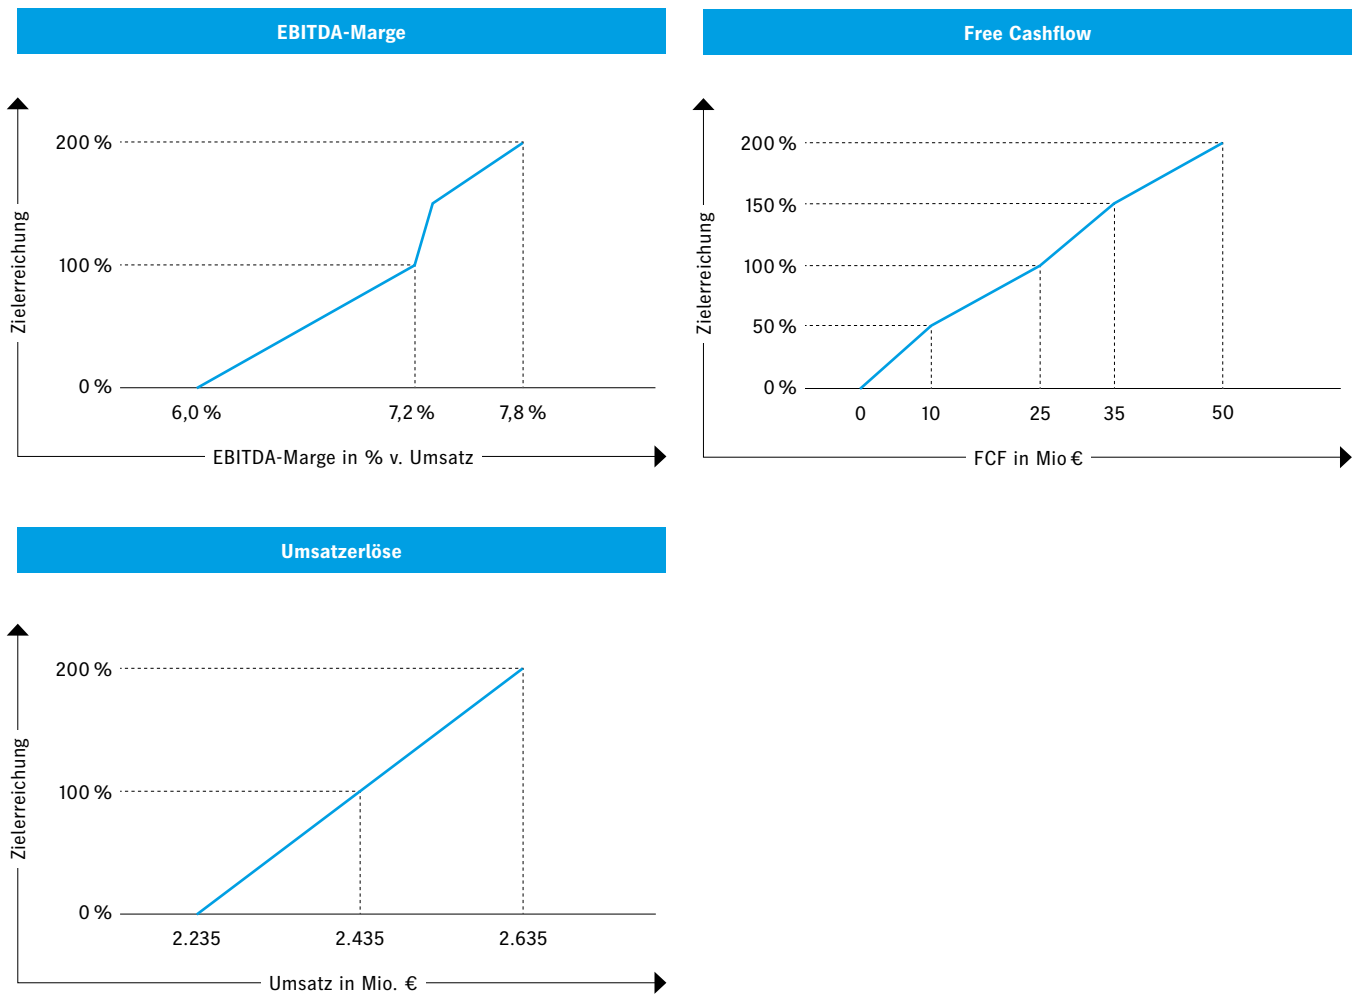 EBITDA-Marge
200 %
100 %
0 %
Zielerreichung
6,0 %
7,2 %
7,8 %
EBITDA-Marge in % v. Umsatz
Free Cashflow
200 %
150 %
100 %
50 %
0 %
Zielerreichung
0
10
25
35
50
FCF in Mio €
Umsatzerlöse
200 %
100 %
0 %
Zielerreichung
2.235
2.435
2.635
Umsatz in Mio. €